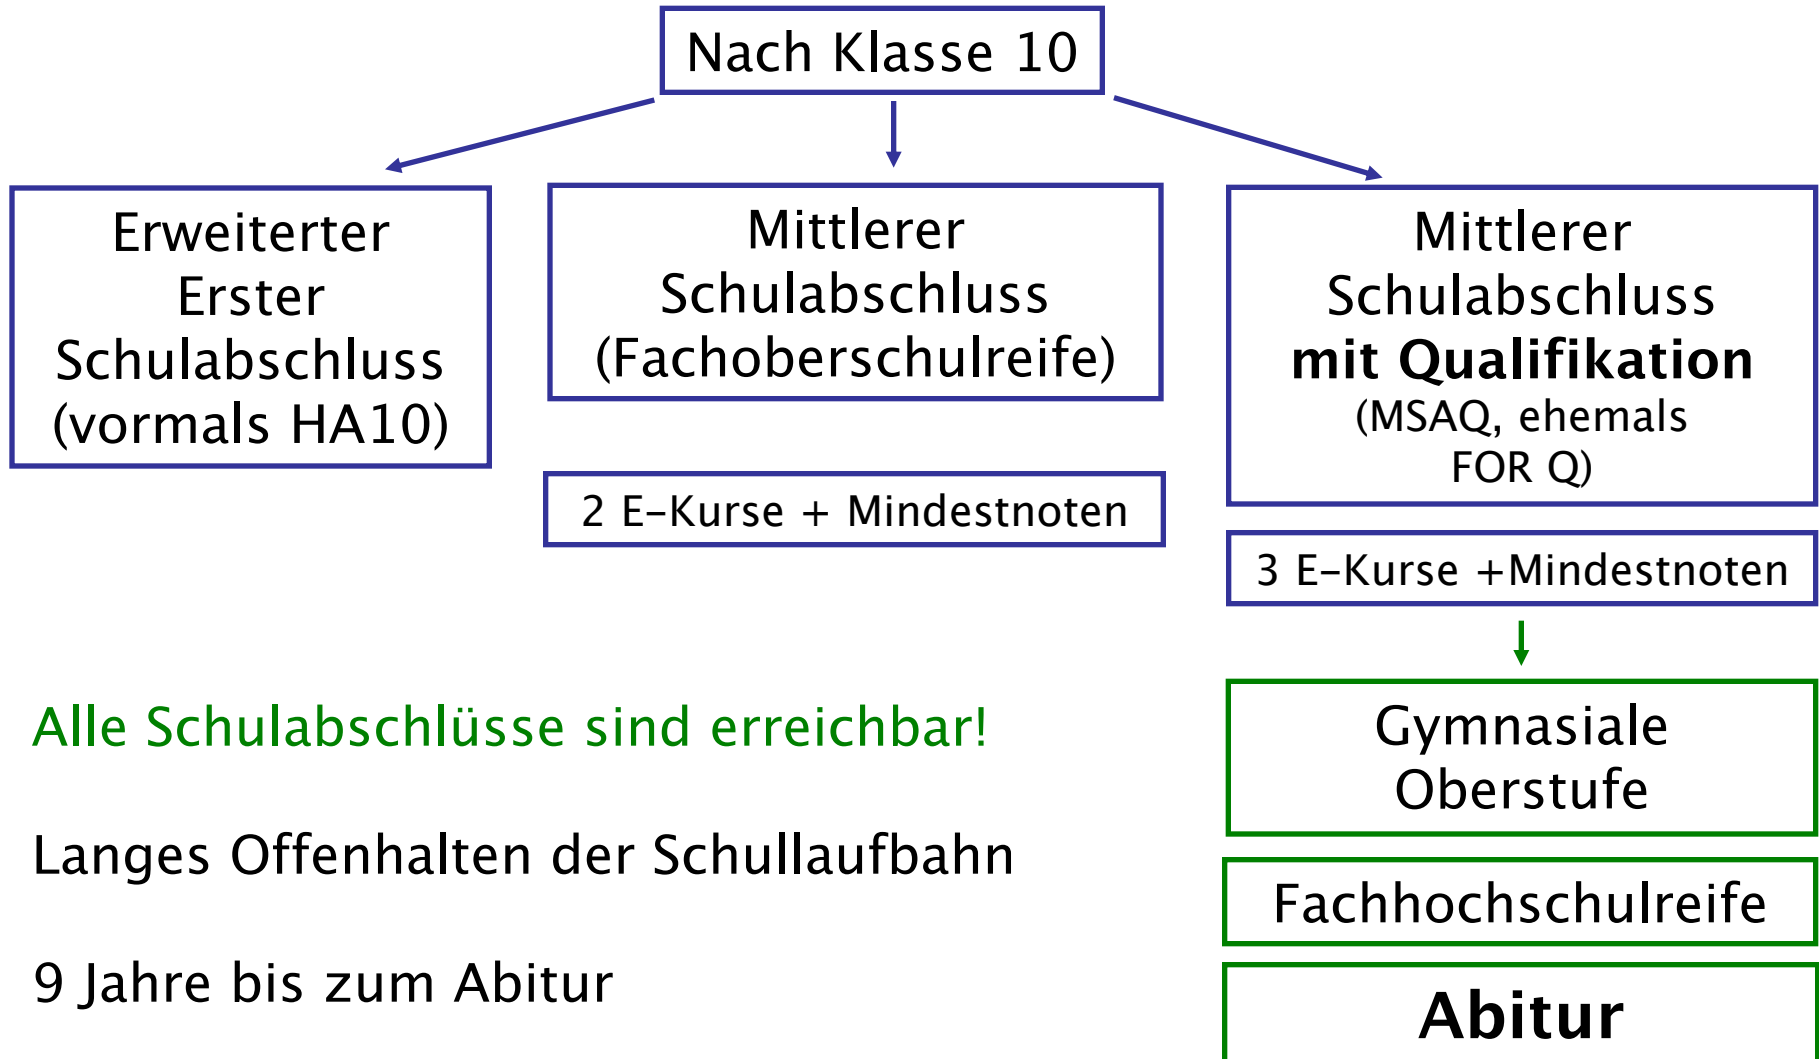 Nach Klasse 10
Erweiterter
Erster
Schulabschluss
(vormals HA10)
Mittlerer
Schulabschluss
(Fachoberschulreife)
2 E-Kurse + Mindestnoten
Mittlerer
Schulabschluss
mit Qualifikation
(MSAQ, ehemals
FOR Q)
3 E-Kurse +Mindestnoten
Gymnasiale
Oberstufe
Fachhochschulreife
Abitur
Alle Schulabschlüsse sind erreichbar!
Langes Offenhalten der Schullaufbahn
9 Jahre bis zum Abitur